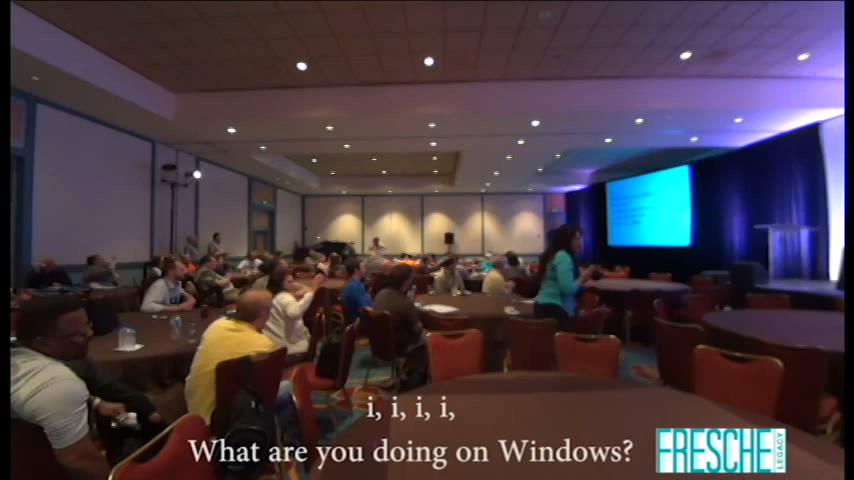 i, i, i, i,
What are you doing on Windows?
FRESCHE
LEGACY